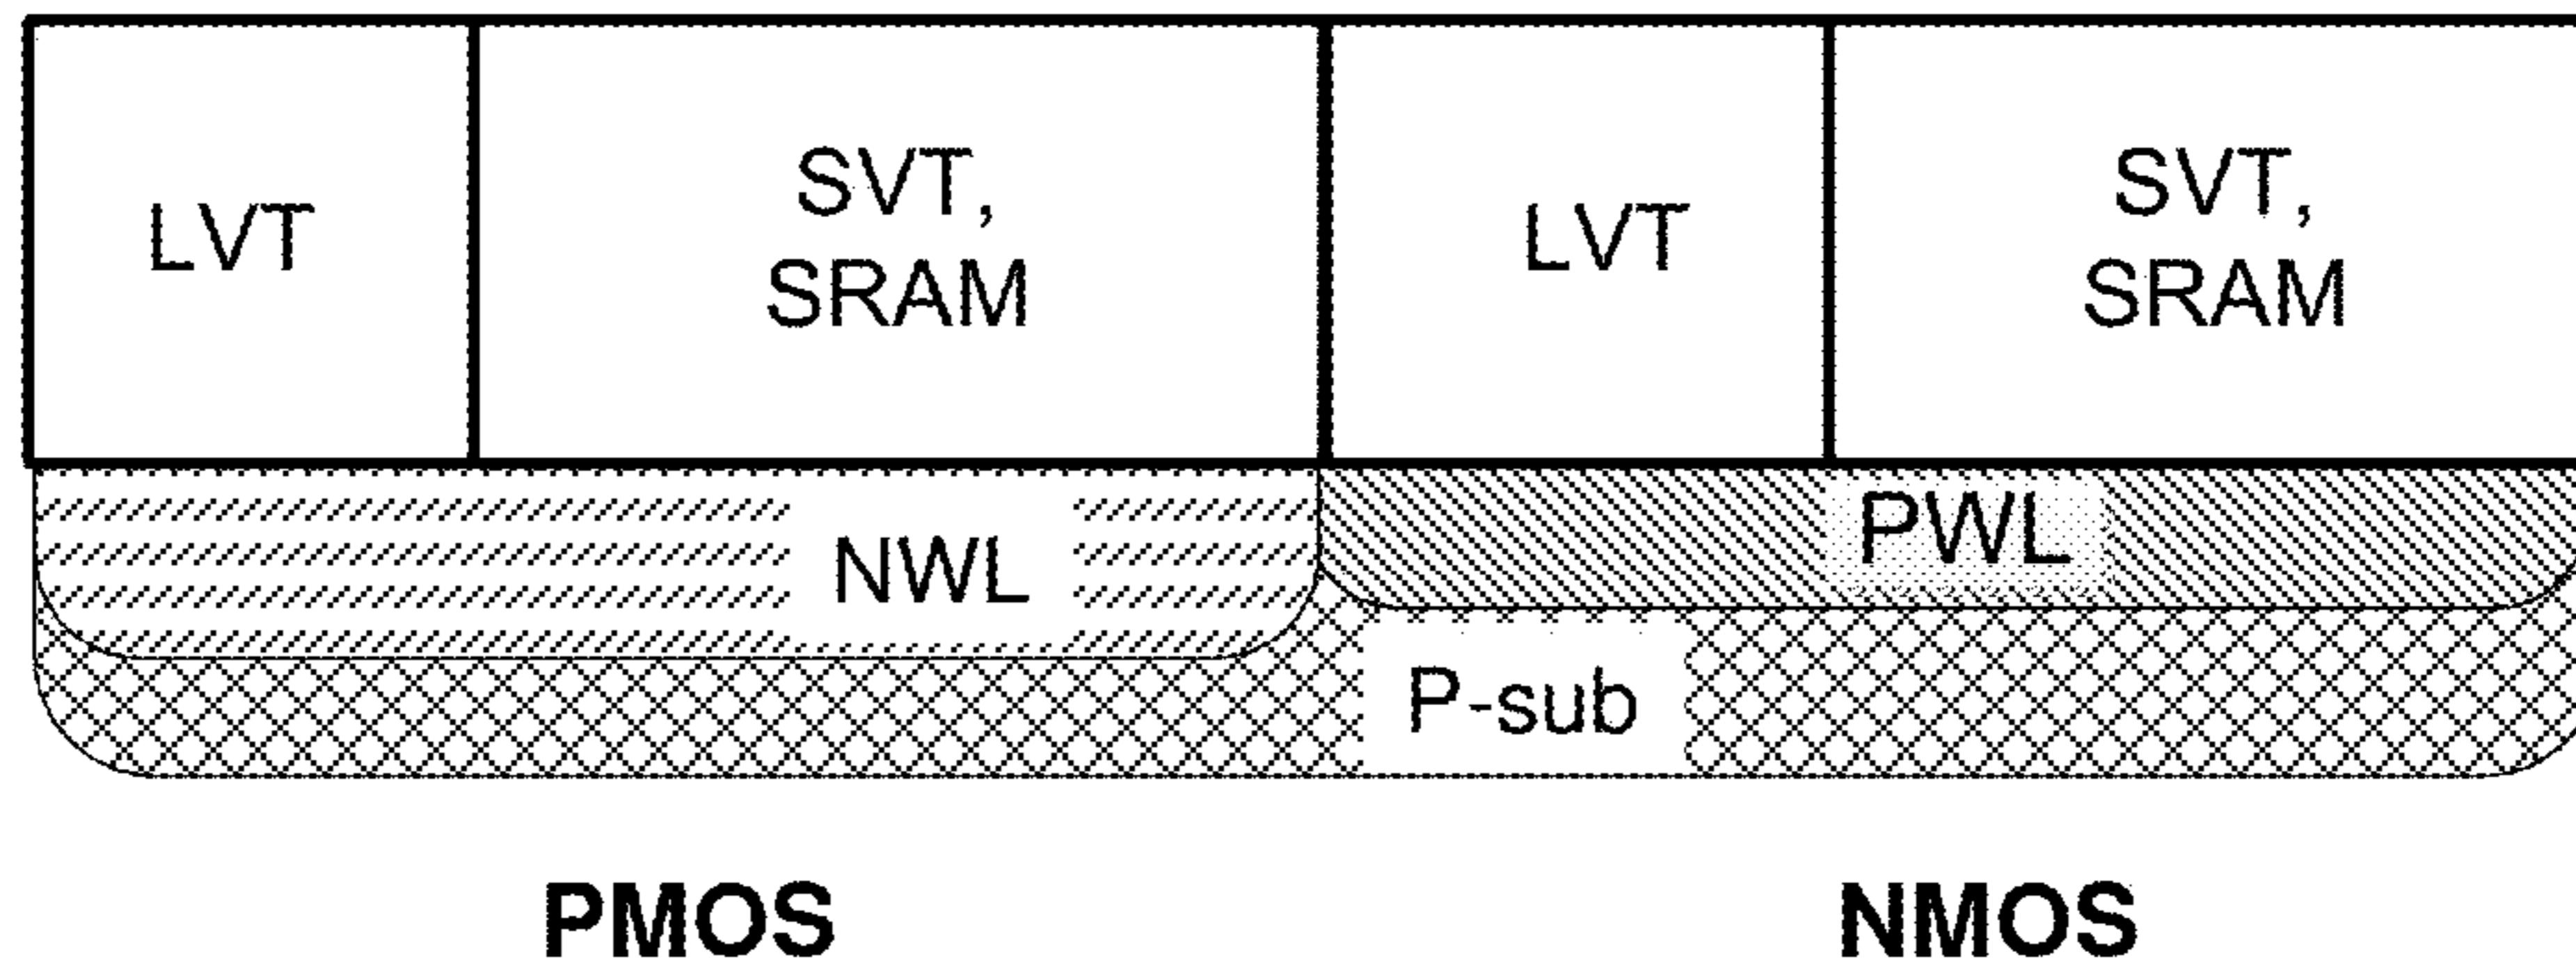 LVT
SVT,
SRAM
LVT
SVT,
SRAM
NWL
PWL
P-sub
PMOS
NMOS